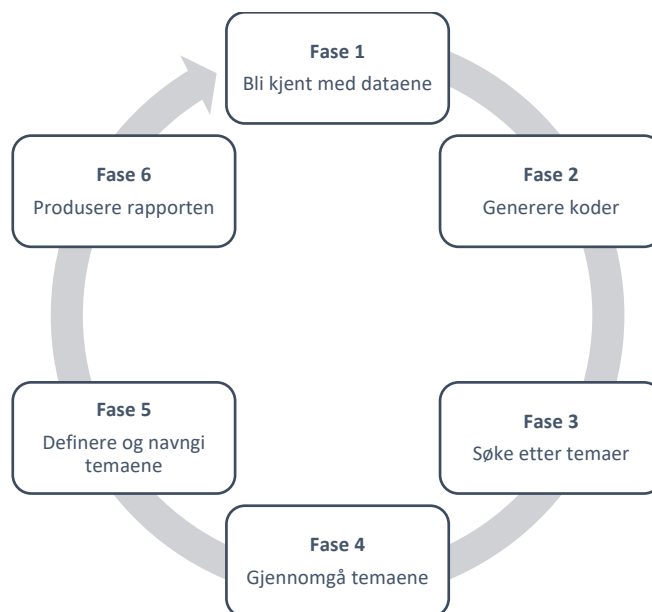 Fase 1
Bli kjent med dataene
Fase 2
Generere koder
Fase 3
Søke etter temaer
Fase 4
Gjennomgå temaene
Fase 5
Definere og navngi
temaene
Fase 6
Produsere rapporten